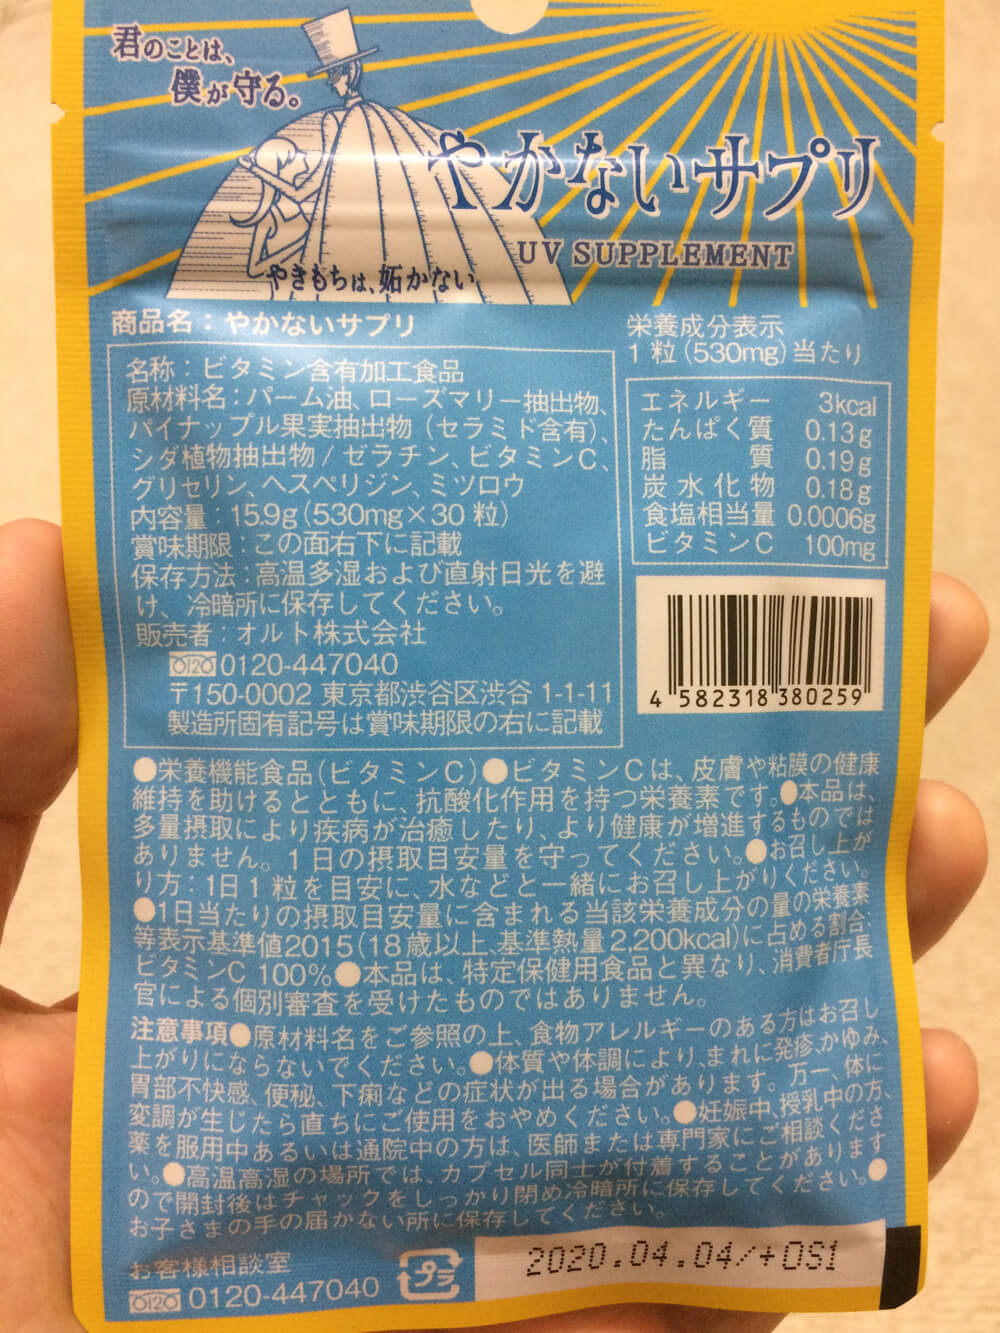 君のことは、
僕が守る。
やかないサプリ
UV SUPPLEMENT
やきもちは、妬かない
商品名：やかないサプリ
名称：ビタミン含有加工食品
原材料名：パーム油、ローズマリー抽出物、
パイナップル果実抽出物（セラミド含有）、
シダ植物抽出物 / ゼラチン、ビタミンC、
グリセリン、ヘスペリジン、ミツロウ
内容量：15.9g（530mg×30 粒）
賞味期限：この面右下に記載
保存方法：高温多湿および直射日光を避
け、冷暗所に保存してください。
販売者：オルト株式会社
0120 0120-447040
〒150-0002 東京都渋谷区渋谷 1-1-11
製造所固有記号は賞味期限の右に記載
栄養成分表示
1 粒（530mg）当たり
エネルギー 3kcal
たんぱく質 0.13g
脂質 0.19g
炭水化物 0.18g
食塩相当量 0.0006g
ビタミンC 100mg
4 582318 380259
●栄養機能食品（ビタミンC）●ビタミンCは、皮膚や粘膜の健康
維持を助けるとともに、抗酸化作用を持つ栄養素です。●本品は、
多量摂取により疾病が治癒したり、より健康が増進するものでは
ありません。1日の摂取目安量を守ってください。●お召し上が
り方：1日 1 粒を目安に、水などと一緒にお召し上がりください。
●1日当たりの摂取目安量に含まれる当該栄養成分の量の栄養素
等表示基準値2015（18歳以上、基準熱量2,200kcal）に占める割合：
ビタミンC 100%●本品は、特定保健用食品と異なり、消費者庁長
官による個別審査を受けたものではありません。
注意事項●原材料名をご参照の上、食物アレルギーのある方はお召し
上がりにならないでください。●体質や体調により、まれに発疹、かゆみ、
胃部不快感、便秘、下痢などの症状が出る場合があります。万一、体に
変調が生じたら直ちにご使用をおやめください。●妊娠中、授乳中の方、
薬を服用中あるいは通院中の方は、医師または専門家にご相談くださ
い。●高温高湿の場所では、カプセル同士が付着することがあります
ので開封後はチャックをしっかり閉め冷暗所に保存してください。●
お子さまの手の届かない所に保存してください。
お客様相談室
0120 0120-447040
プラ
2020.04.04/+OS1